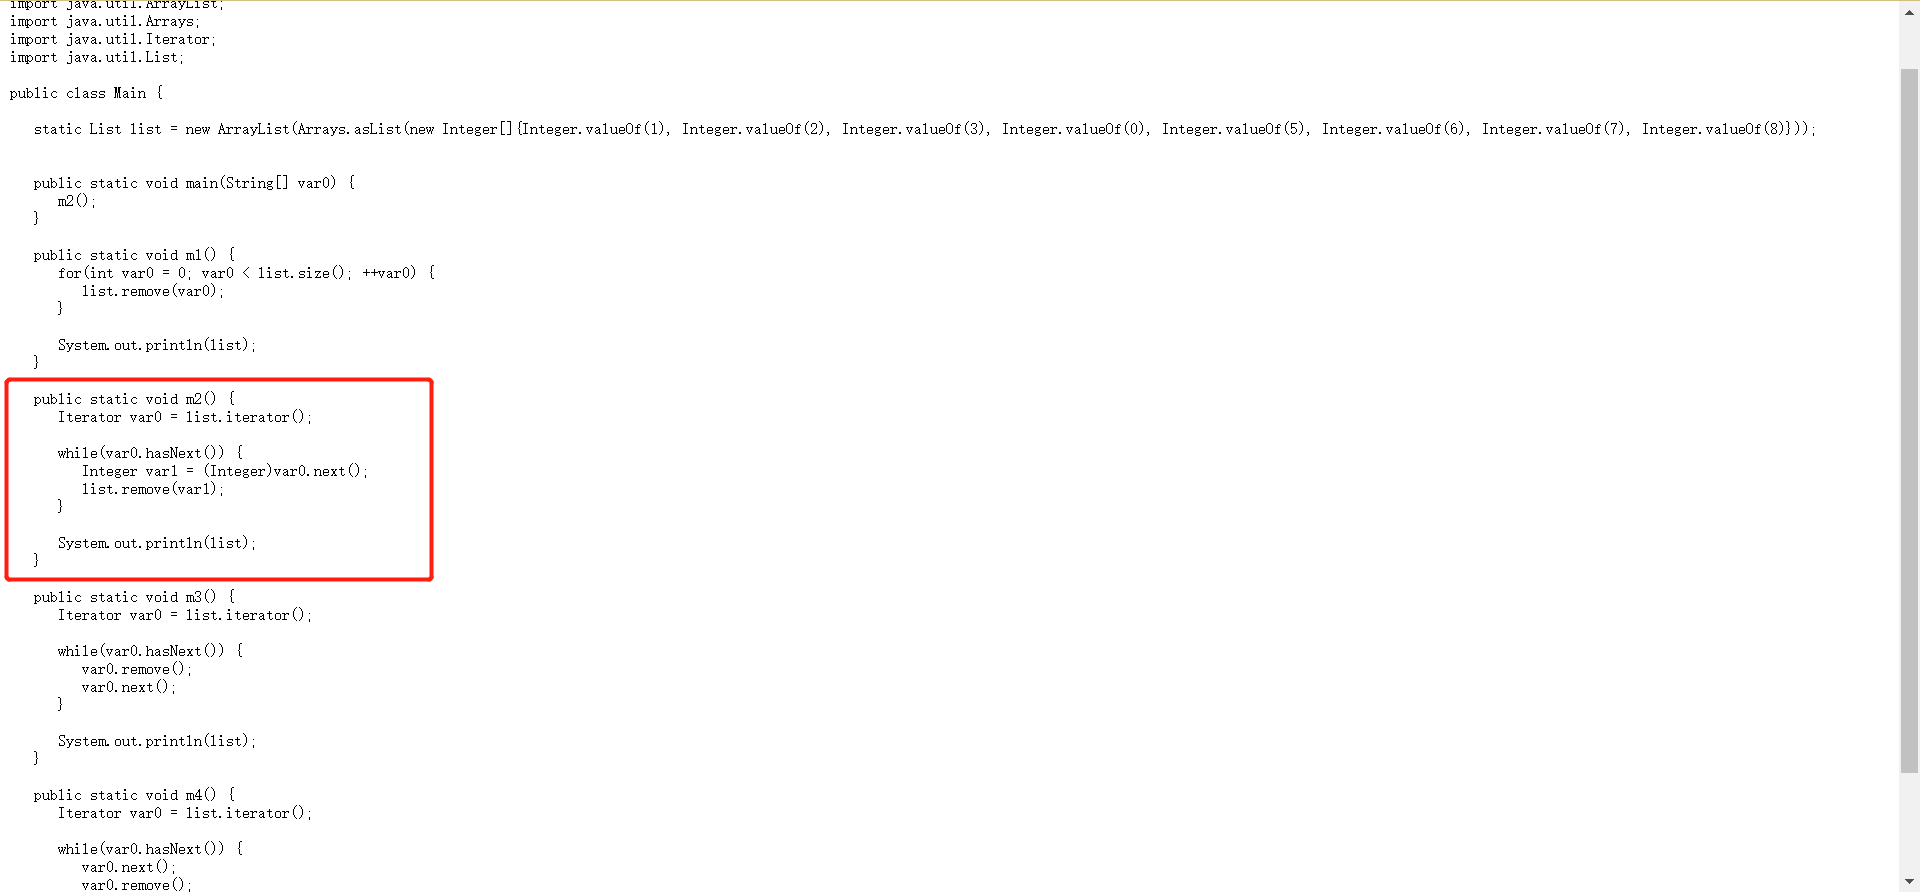 import java.util.ArrayList;
import java.util.Arrays;
import java.util.Iterator;
import java.util.List;
public class Main {
static List list = new ArrayList(Arrays.asList(new Integer[]{Integer.valueOf(1), Integer.valueOf(2), Integer.valueOf(3), Integer.valueOf(0), Integer.valueOf(5), Integer.valueOf(6), Integer.valueOf(7), Integer.valueOf(8)}));
public static void main(String[] var0) {
m2();
}
public static void m1() {
for(int var0 = 0; var0 < list.size(); ++var0) {
list.remove(var0);
}
System.out.println(list);
}
public static void m2() {
Iterator var0 = list.iterator();
while(var0.hasNext()) {
Integer var1 = (Integer)var0.next();
list.remove(var1);
}
System.out.println(list);
}
public static void m3() {
Iterator var0 = list.iterator();
while(var0.hasNext()) {
var0.remove();
var0.next();
}
System.out.println(list);
}
public static void m4() {
Iterator var0 = list.iterator();
while(var0.hasNext()) {
var0.next();
var0.remove();